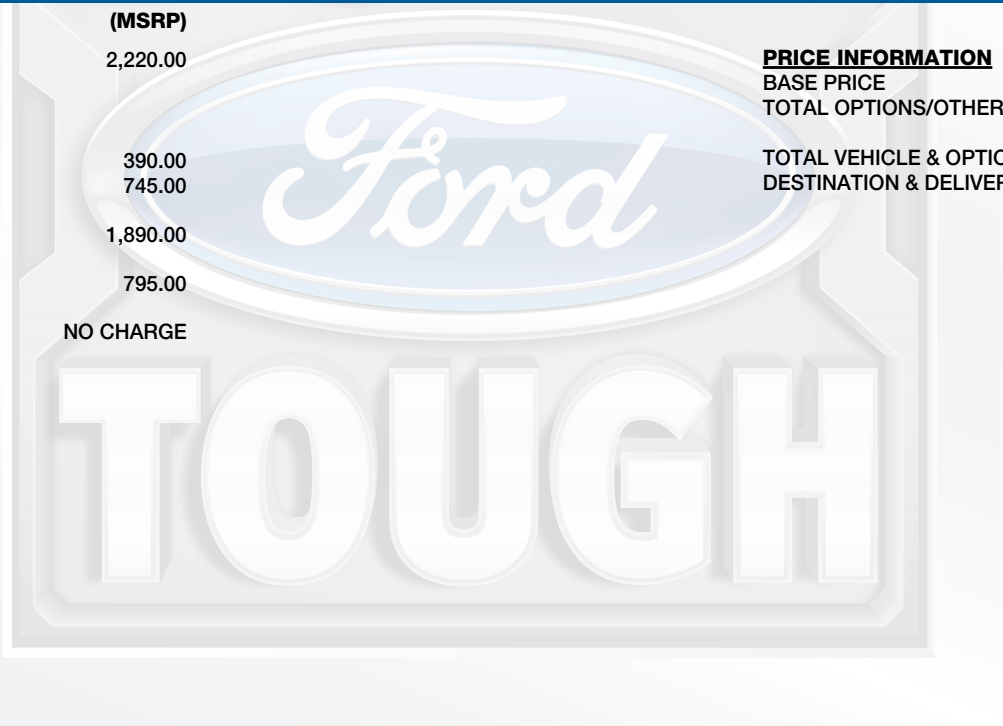 (MSRP)
2,220.00
390.00
745.00
1,890.00
795.00
NO CHARGE
PRICE INFORMATION
BASE PRICE
TOTAL OPTIONS/OTHER
TOTAL VEHICLE & OPTIO
DESTINATION & DELIVER
Ford
TOUGH